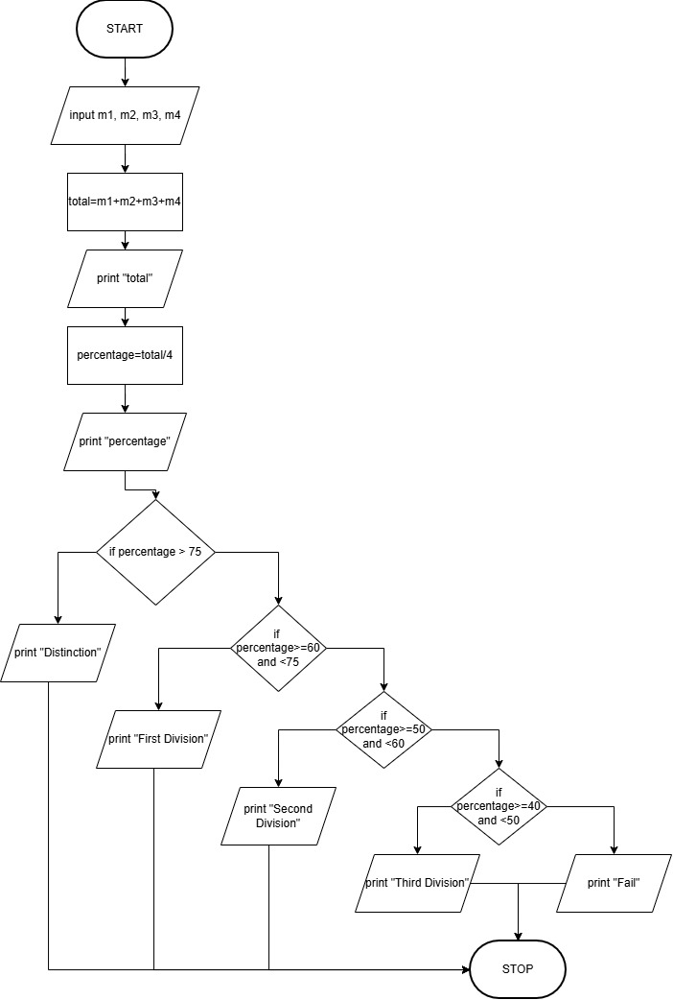 START
input m1, m2, m3, m4
total=m1+m2+m3+m4
print "total"
percentage=total/4
print "percentage"
if percentage > 75
if
percentage>=60
and <75
print "Distinction"
if
percentage>=50
and <60
print "First Division"
if
percentage>=40
and <50
print "Second
Division"
print "Third Division"
print "Fail"
STOP